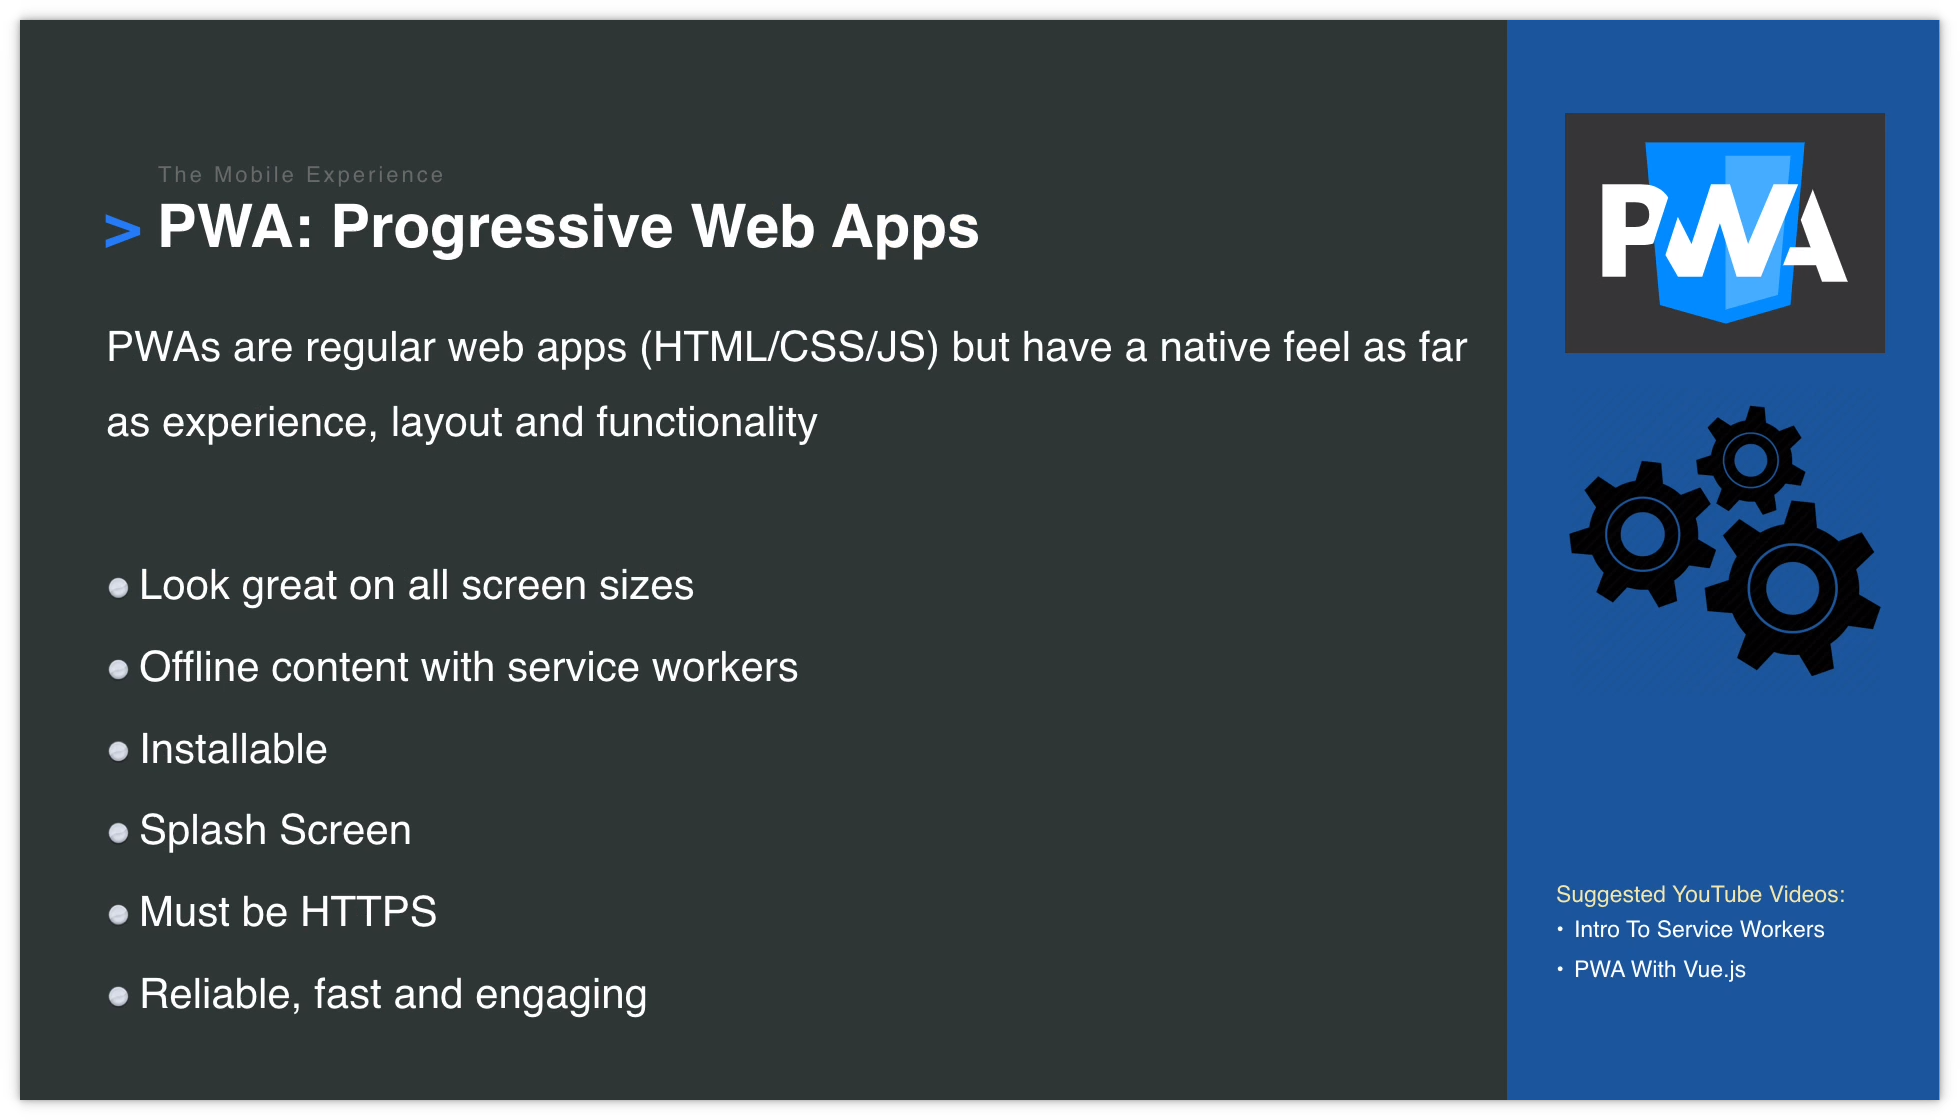 The Mobile Experience
> PWA: Progressive Web Apps
PWAs are regular web apps (HTML/CSS/JS) but have a native feel as far
as experience, layout and functionality
Look great on all screen sizes
Offline content with service workers
Installable
Splash Screen
Must be HTTPS
Reliable, fast and engaging
PWA
Suggested YouTube Videos:
• Intro To Service Workers
• PWA With Vue.js